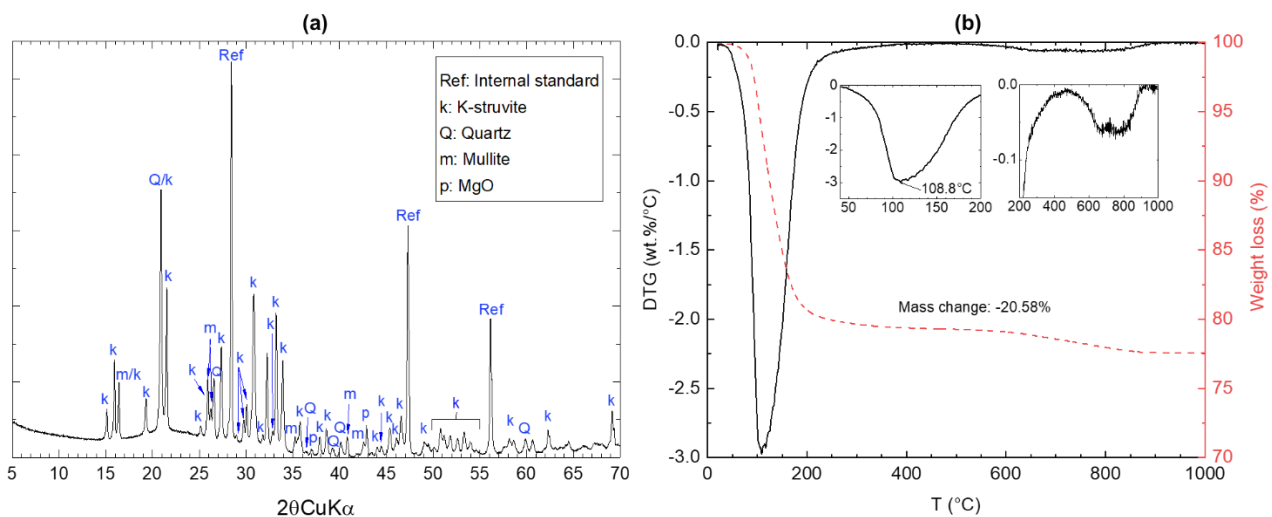 (a)
Ref
Ref: Internal standard
k: K-struvite
Q: Quartz
m: Mullite
p: MgO
Q/k
k
Ref
k
k
m
k
k
k
Ref
k
k
k
m/k
k
k
Q
k
k
k
k
k
m
k
Q
p
k
k
Q
Q
m
m
p
k
k
k
k
k
k
k
k
Q
k
k
5 10 15 20 25 30 35 40 45 50 55 60 65 70
2θCuKα
(b)
0.0
-0.5
-1.0
-1.5
-2.0
-2.5
-3.0
DTG (wt.%/°C)
0
-1
-2
-3
108.8°C
50 100 150 200
0.0
-0.1
200 400 600 800 1000
Mass change: -20.58%
100
95
90
85
80
75
70
Weight loss (%)
0 200 400 600 800 1000
T (°C)